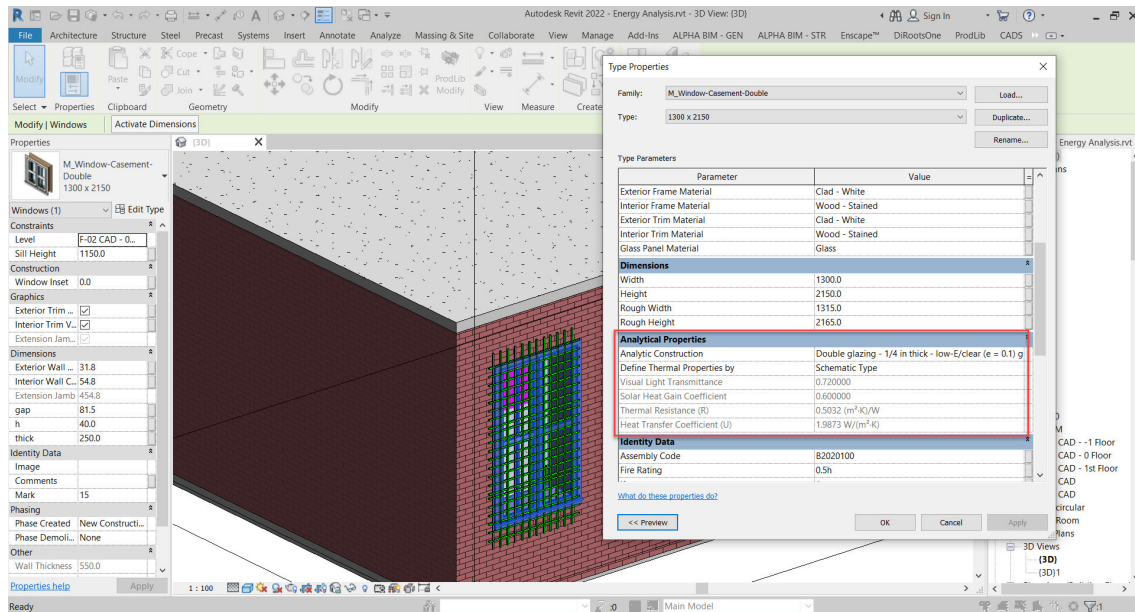 Autodesk Revit 2022 - Energy Analysis.rvt - 3D View: {3D}
Sign In
File Architecture Structure Steel Precast Systems Insert Annotate Analyze Massing & Site Collaborate View Manage Add-Ins ALPHA BIM - GEN ALPHA BIM - STR Enscape™ DiRootsOne ProdLib CADS
Modify
Paste
Cope
Cut
Join
ProdLib
Modify
Select Properties Clipboard Geometry Modify View Measure Create
Modify | Windows Activate Dimensions
Properties
{3D}
Energy Analysis.rvt
M_Window-Casement-
Double
1300 x 2150
Windows (1) Edit Type
Constraints
Level F-02 CAD - 0...
Sill Height 1150.0
Construction
Window Inset 0.0
Graphics
Exterior Trim ...
Interior Trim V...
Extension Jam...
Dimensions
Exterior Wall ... 31.8
Interior Wall C... 54.8
Extension Jamb 454.8
gap 81.5
h 40.0
thick 250.0
Identity Data
Image
Comments
Mark 15
Phasing
Phase Created New Constructi...
Phase Demoli... None
Other
Wall Thickness 550.0
Properties help Apply
Type Properties
Family: M_Window-Casement-Double Load...
Type: 1300 x 2150 Duplicate...
Rename...
Type Parameters
Parameter Value =
Exterior Frame Material Clad - White
Interior Frame Material Wood - Stained
Exterior Trim Material Clad - White
Interior Trim Material Wood - Stained
Glass Panel Material Glass
Dimensions
Width 1300.0
Height 2150.0
Rough Width 1315.0
Rough Height 2165.0
Analytical Properties
Analytic Construction Double glazing - 1/4 in thick - low-E/clear (e = 0.1) g
Define Thermal Properties by Schematic Type
Visual Light Transmittance 0.720000
Solar Heat Gain Coefficient 0.600000
Thermal Resistance (R) 0.5032 (m²·K)/W
Heat Transfer Coefficient (U) 1.9873 W/(m²·K)
Identity Data
Assembly Code B2020100
Fire Rating 0.5h
What do these properties do?
<< Preview OK Cancel Apply
CAD - -1 Floor
CAD - 0 Floor
CAD - 1st Floor
CAD
CAD
circular
Room
Plans
3D Views
{3D}
{3D}1
1 : 100
Ready
:0 Main Model
:1